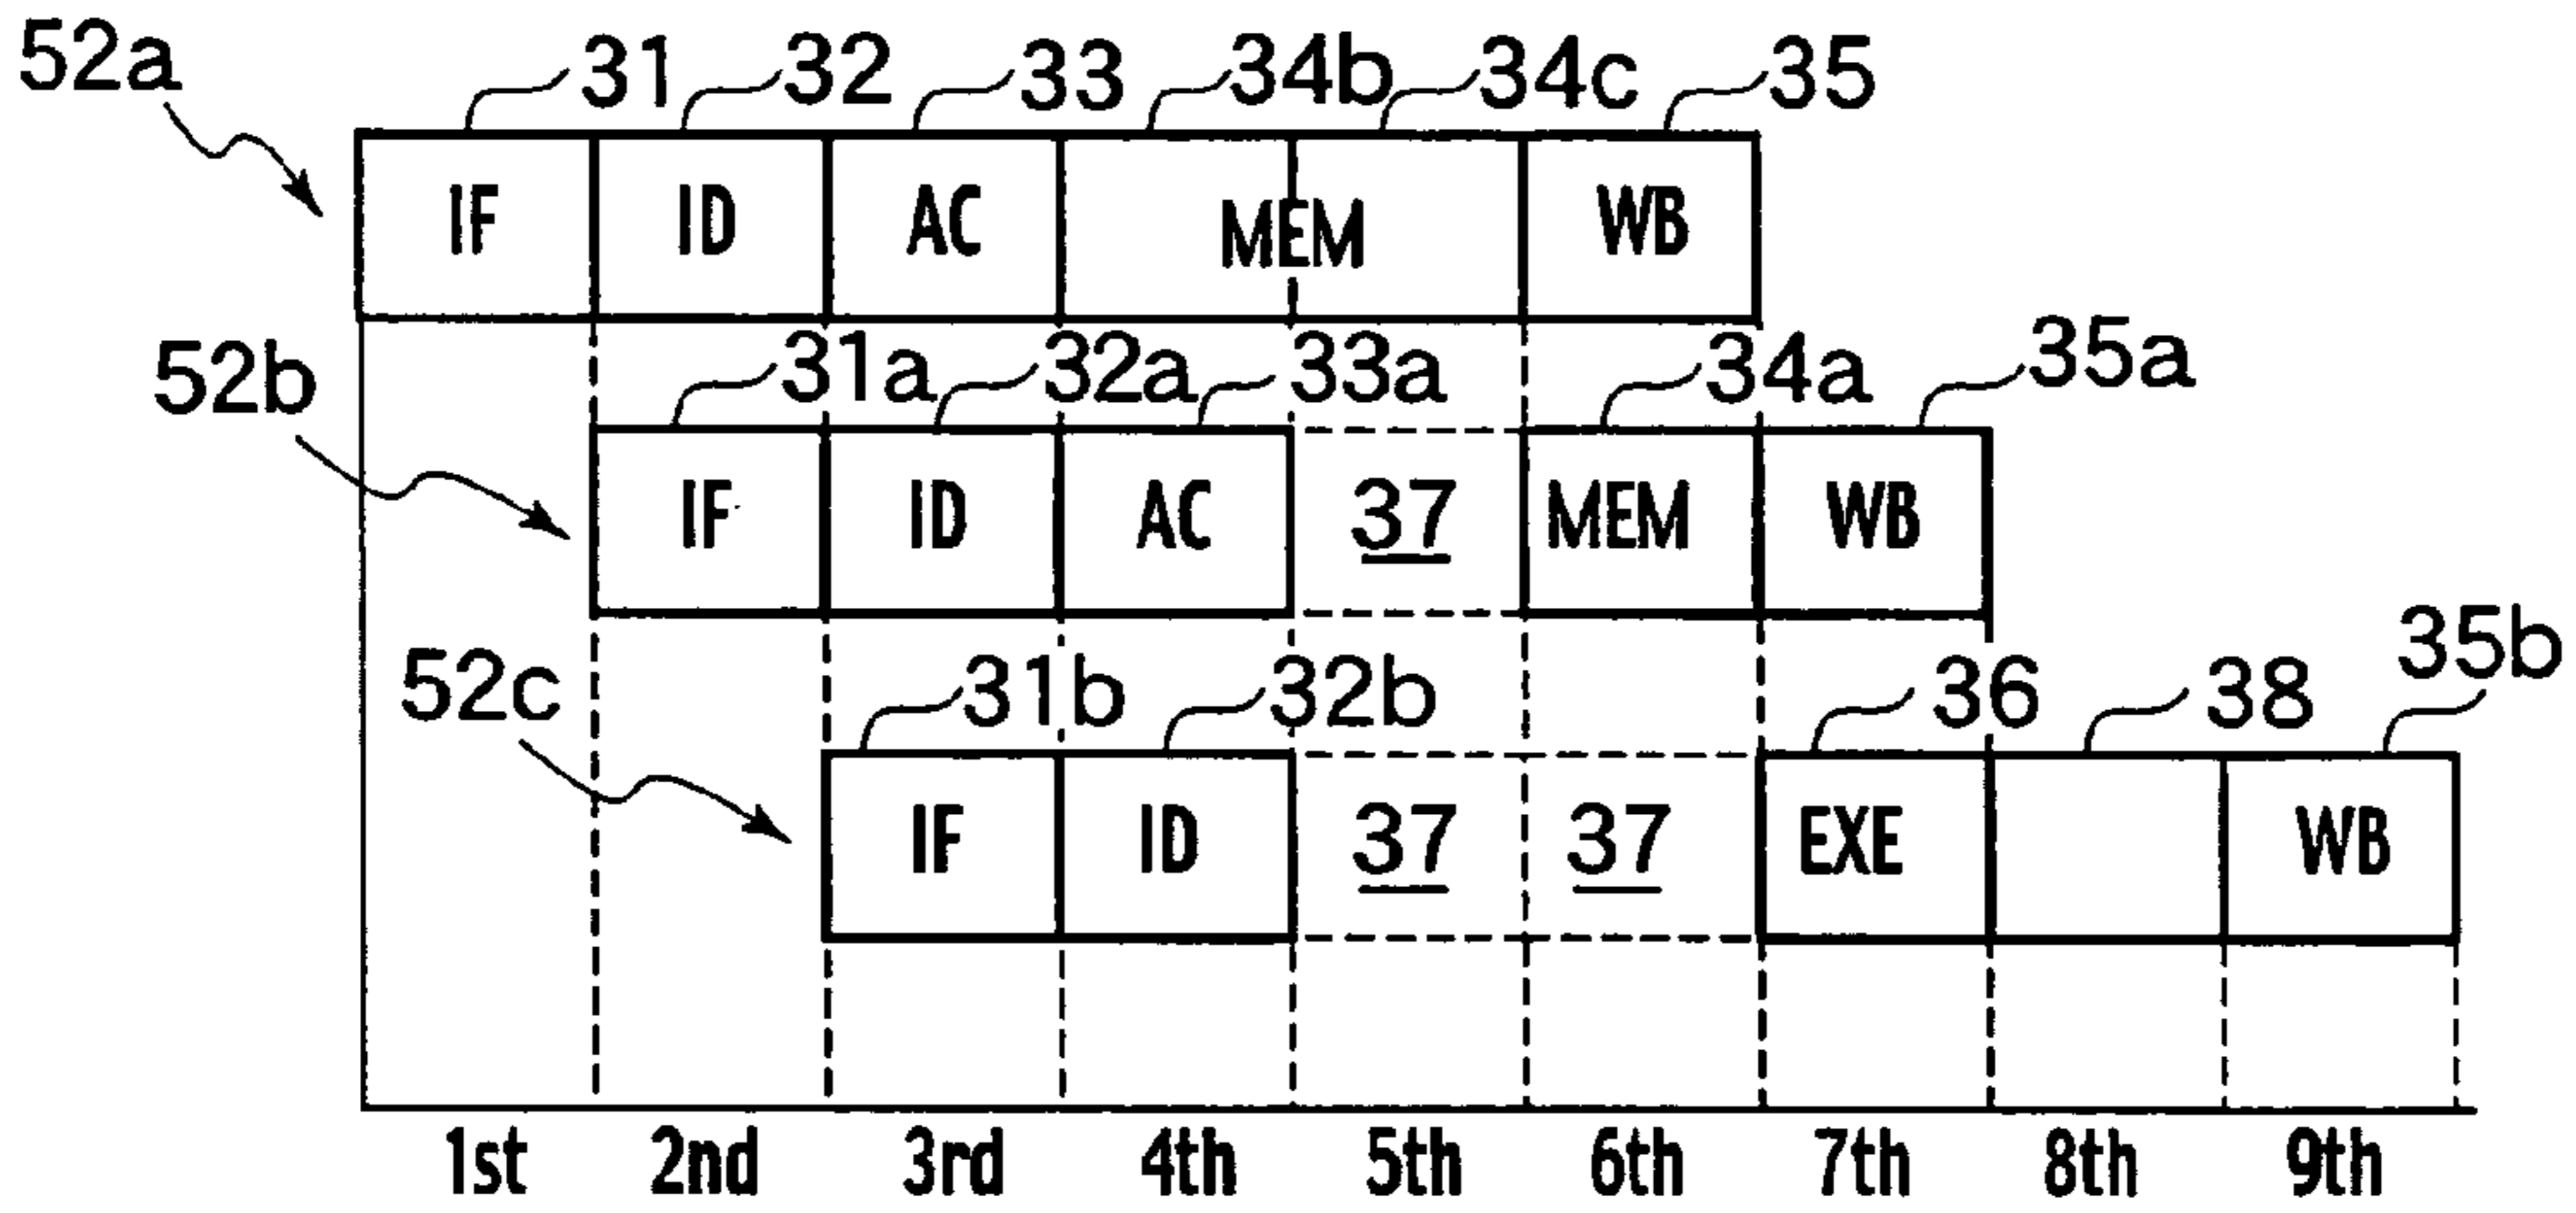 52a 31 32 33 34b 34c 35
IF ID AC MEM WB
52b 31a 32a 33a 34a 35a
IF ID AC 37 MEM WB
52c 31b 32b 36 38 35b
IF ID 37 37 EXE WB
1st 2nd 3rd 4th 5th 6th 7th 8th 9th